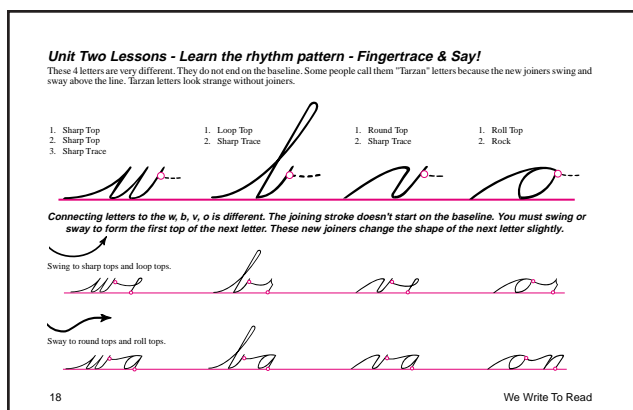 Unit Two Lessons - Learn the rhythm pattern - Fingertrace & Say!
These 4 letters are very different. They do not end on the baseline. Some people call them "Tarzan" letters because the new joiners swing and
sway above the line. Tarzan letters look strange without joiners.
1. Sharp Top
2. Sharp Top
3. Sharp Trace
1. Loop Top
2. Sharp Trace
1. Round Top
2. Sharp Trace
1. Roll Top
2. Rock
w b v o
Connecting letters to the w, b, v, o is different. The joining stroke doesn't start on the baseline. You must swing or
sway to form the first top of the next letter. These new joiners change the shape of the next letter slightly.
Swing to sharp tops and loop tops.
we bs ve os
Sway to round tops and roll tops.
wa ba va on
18 We Write To Read